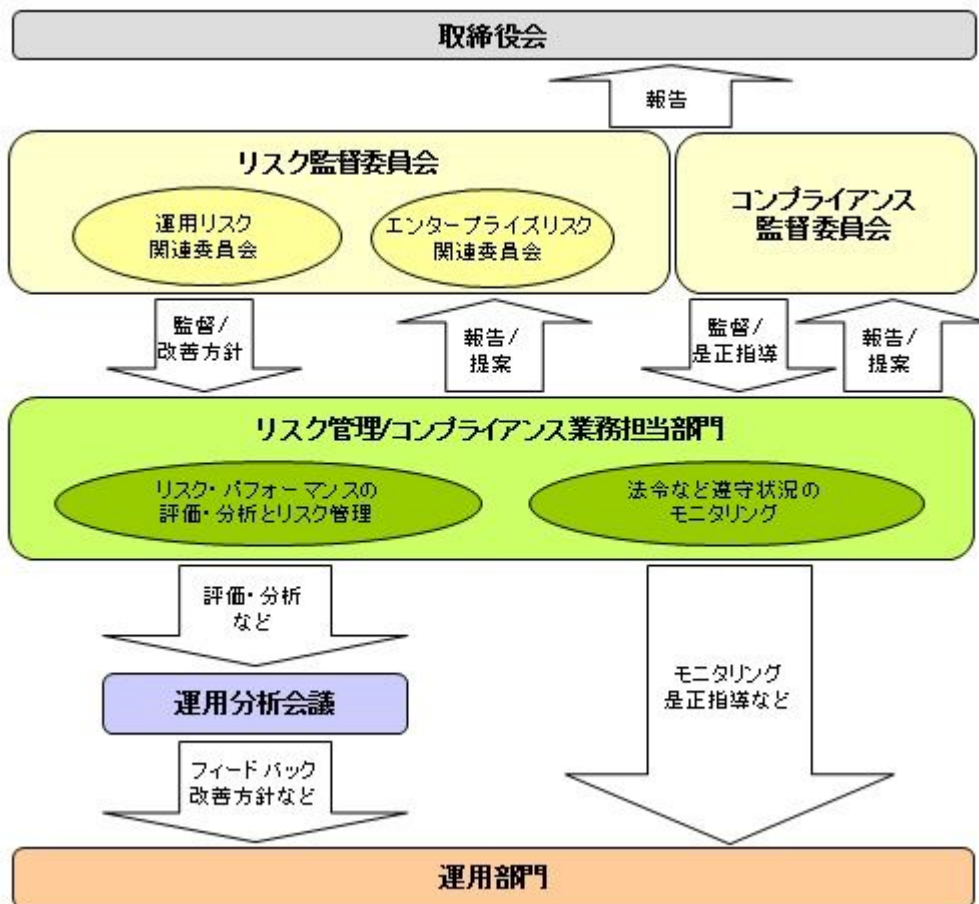 取締役会
報告
リスク監督委員会
運用リスク
関連委員会
エンタープライズリスク
関連委員会
コンプライアンス
監督委員会
監督/
改善方針
報告/
提案
監督/
是正指導
報告/
提案
リスク管理/コンプライアンス業務担当部門
リスク・パフォーマンスの
評価・分析とリスク管理
法令など遵守状況の
モニタリング
評価・分析
など
運用分析会議
モニタリング
是正指導など
フィードバック
改善方針など
運用部門